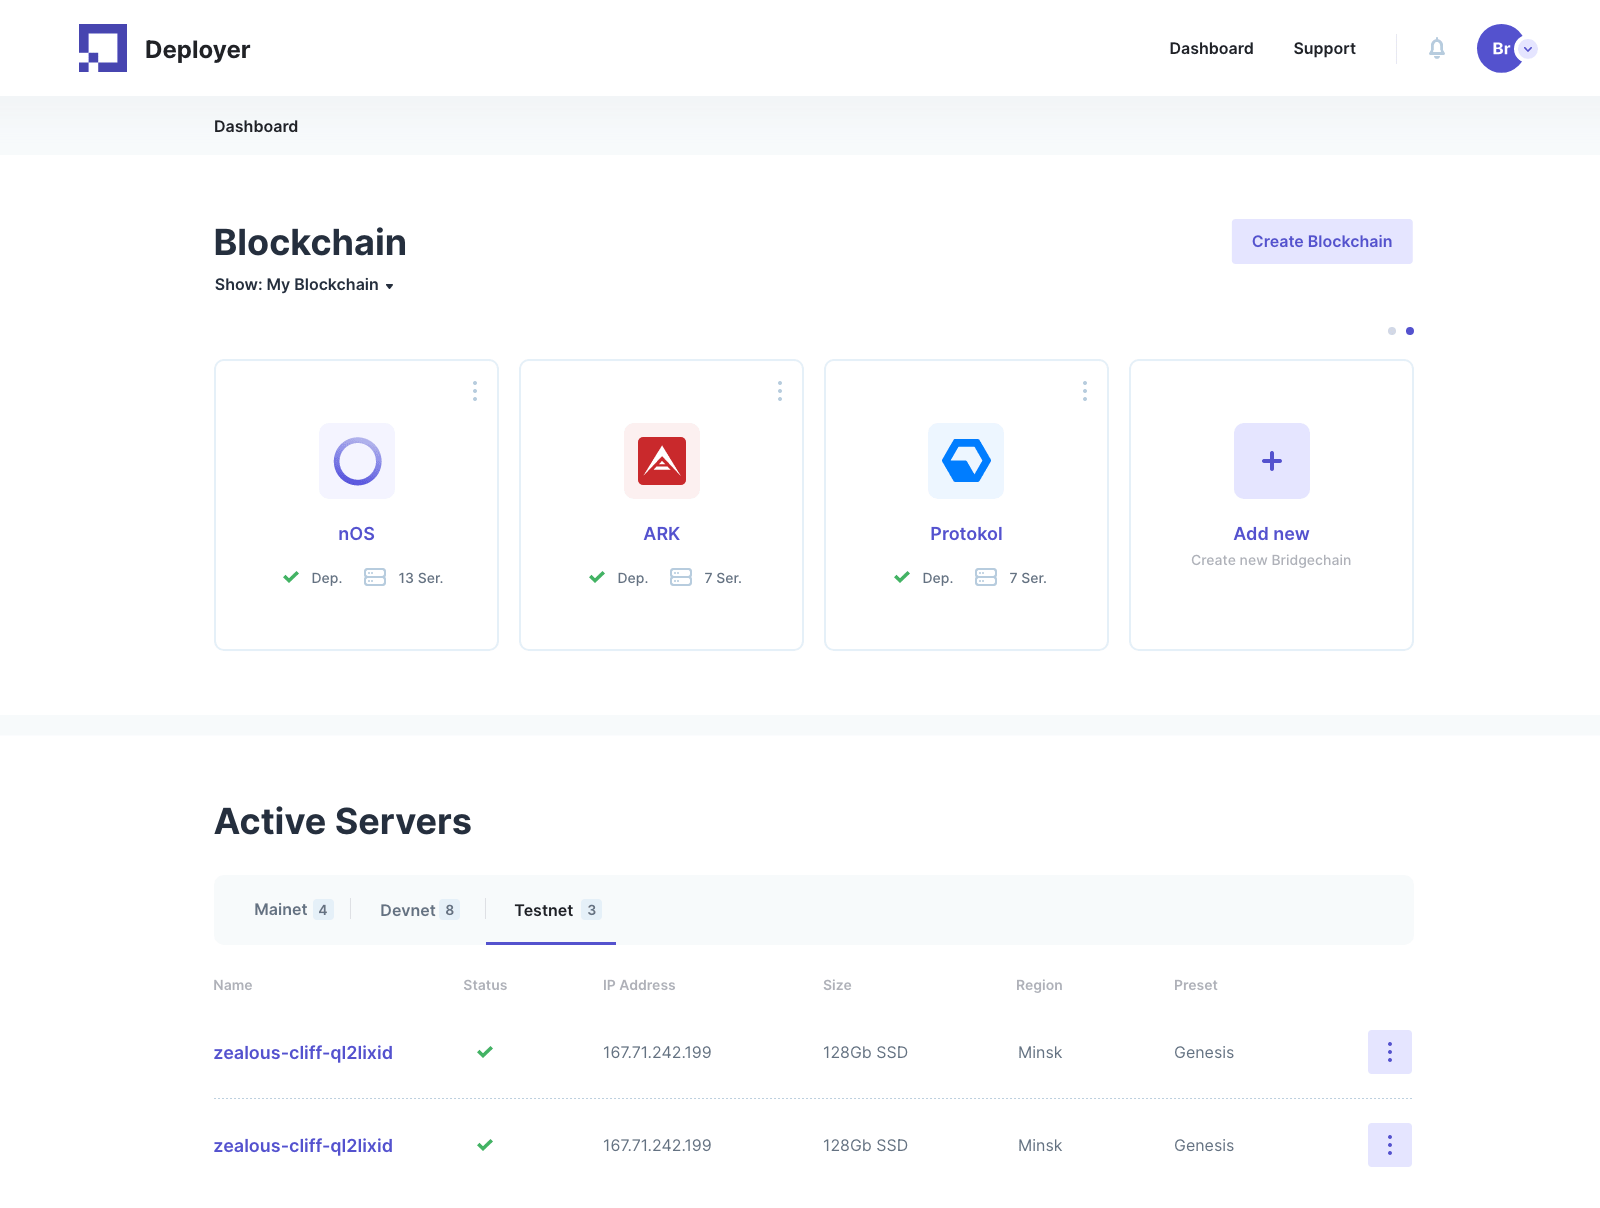 Deployer
Dashboard Support Br
Dashboard
Blockchain
Create Blockchain
Show: My Blockchain
nOS
Dep. 13 Ser.
ARK
Dep. 7 Ser.
Protokol
Dep. 7 Ser.
Add new
Create new Bridgechain
Active Servers
Mainet 4 Devnet 8 Testnet 3
Name Status IP Address Size Region Preset
zealous-cliff-ql2lixid 167.71.242.199 128Gb SSD Minsk Genesis
zealous-cliff-ql2lixid 167.71.242.199 128Gb SSD Minsk Genesis